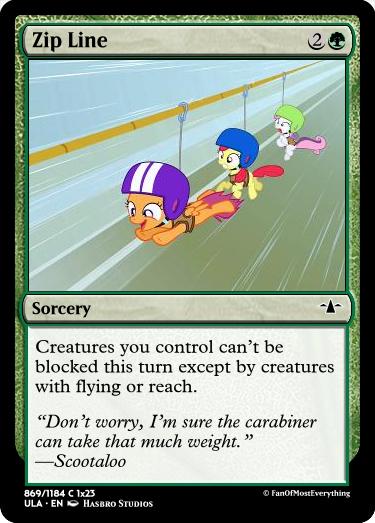 Zip Line 2
Sorcery
Creatures you control can't be
blocked this turn except by creatures
with flying or reach.
"Don't worry, I'm sure the carabiner
can take that much weight."
—Scootaloo
869/1184 C 1x23
ULA • EN Hasbro Studios
© FanOfMostEverything